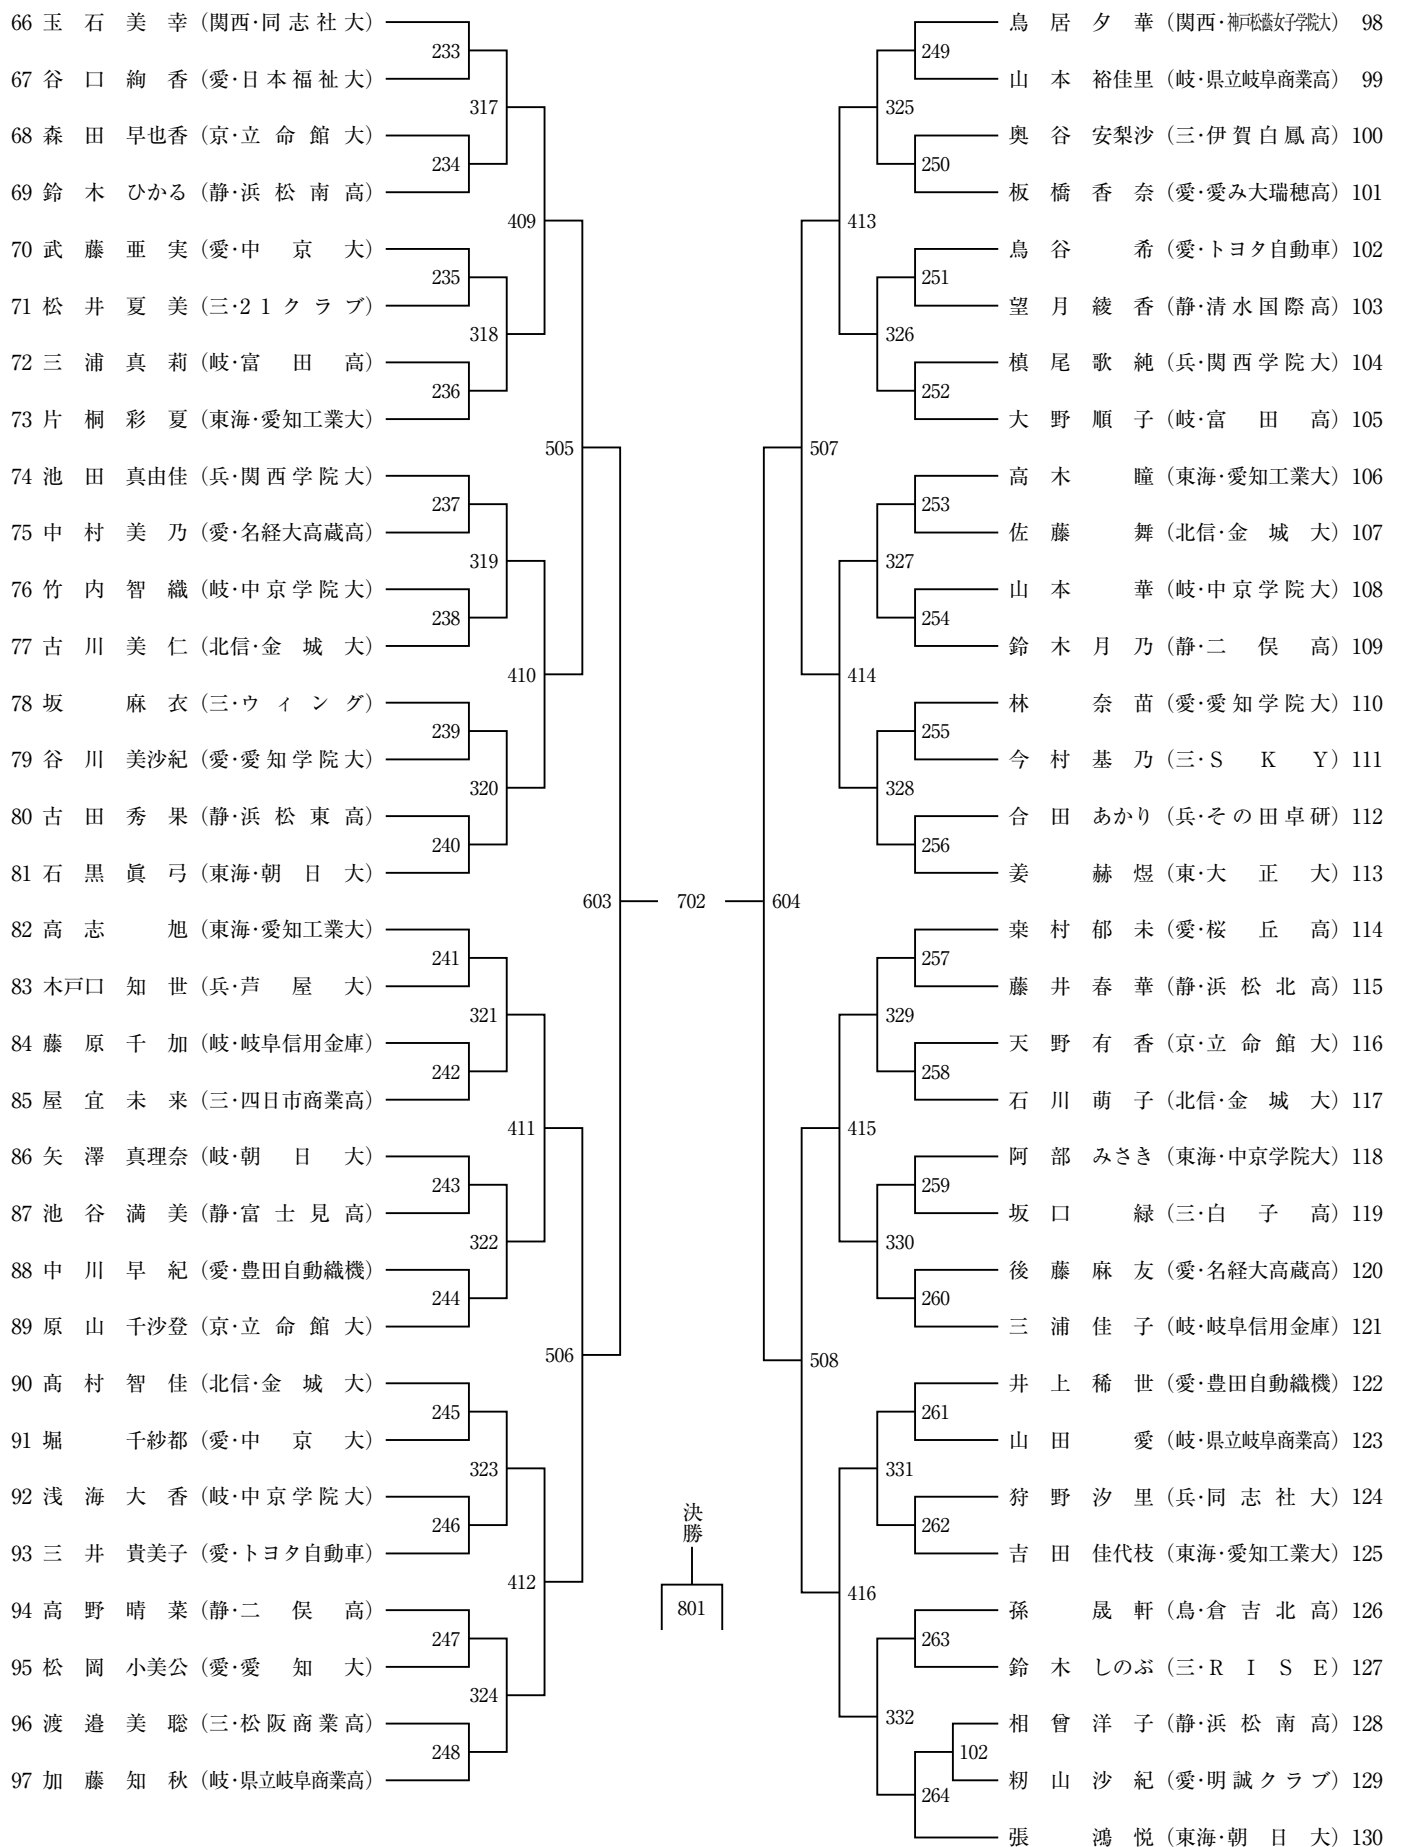 66 玉石美幸（関西・同志社大）
233
67 谷口絢香（愛・日本福祉大）
317
68 森田早也香（京・立命館大）
234
69 鈴木ひかる（静・浜松南高）
409
70 武藤亜実（愛・中京大）
235
71 松井夏美（三・21クラブ）
318
72 三浦真莉（岐・富田高）
236
73 片桐彩夏（東海・愛知工業大）
505
74 池田真由佳（兵・関西学院大）
237
75 中村美乃（愛・名経大高蔵高）
319
76 竹内智織（岐・中京学院大）
238
77 古川美仁（北信・金城大）
410
78 坂麻衣（三・ウィング）
239
79 谷川美沙紀（愛・愛知学院大）
320
80 古田秀果（静・浜松東高）
240
81 石黒眞弓（東海・朝日大）
603
82 高志旭（東海・愛知工業大）
241
83 木戸口知世（兵・芦屋大）
321
84 藤原千加（岐・岐阜信用金庫）
242
85 屋宜未来（三・四日市商業高）
411
86 矢澤真理奈（岐・朝日大）
243
87 池谷満美（静・富士見高）
322
88 中川早紀（愛・豊田自動織機）
244
89 原山千沙登（京・立命館大）
506
90 髙村智佳（北信・金城大）
245
91 堀千紗都（愛・中京大）
323
92 浅海大香（岐・中京学院大）
246
93 三井貴美子（愛・トヨタ自動車）
412
94 高野晴菜（静・二俣高）
247
95 松岡小美公（愛・愛知大）
324
96 渡邉美聡（三・松阪商業高）
248
97 加藤知秋（岐・県立岐阜商業高）
702
決勝
801
鳥居夕華（関西・神戸松蔭女子学院大） 98
249
山本裕佳里（岐・県立岐阜商業高） 99
325
奥谷安梨沙（三・伊賀白鳳高） 100
250
板橋香奈（愛・愛み大瑞穂高） 101
413
鳥谷希（愛・トヨタ自動車） 102
251
望月綾香（静・清水国際高） 103
326
槙尾歌純（兵・関西学院大） 104
252
大野順子（岐・富田高） 105
507
高木瞳（東海・愛知工業大） 106
253
佐藤舞（北信・金城大） 107
327
山本華（岐・中京学院大） 108
254
鈴木月乃（静・二俣高） 109
414
林奈苗（愛・愛知学院大） 110
255
今村基乃（三・SKY） 111
328
合田あかり（兵・その田卓研） 112
256
姜赫煜（東・大正大） 113
604
桒村郁未（愛・桜丘高） 114
257
藤井春華（静・浜松北高） 115
329
天野有香（京・立命館大） 116
258
石川萌子（北信・金城大） 117
415
阿部みさき（東海・中京学院大） 118
259
坂口緑（三・白子高） 119
330
後藤麻友（愛・名経大高蔵高） 120
260
三浦佳子（岐・岐阜信用金庫） 121
508
井上稀世（愛・豊田自動織機） 122
261
山田愛（岐・県立岐阜商業高） 123
331
狩野汐里（兵・同志社大） 124
262
吉田佳代枝（東海・愛知工業大） 125
416
孫晟軒（鳥・倉吉北高） 126
263
鈴木しのぶ（三・RISE） 127
332
相曾洋子（静・浜松南高） 128
102
籾山沙紀（愛・明誠クラブ） 129
264
張鴻悦（東海・朝日大） 130